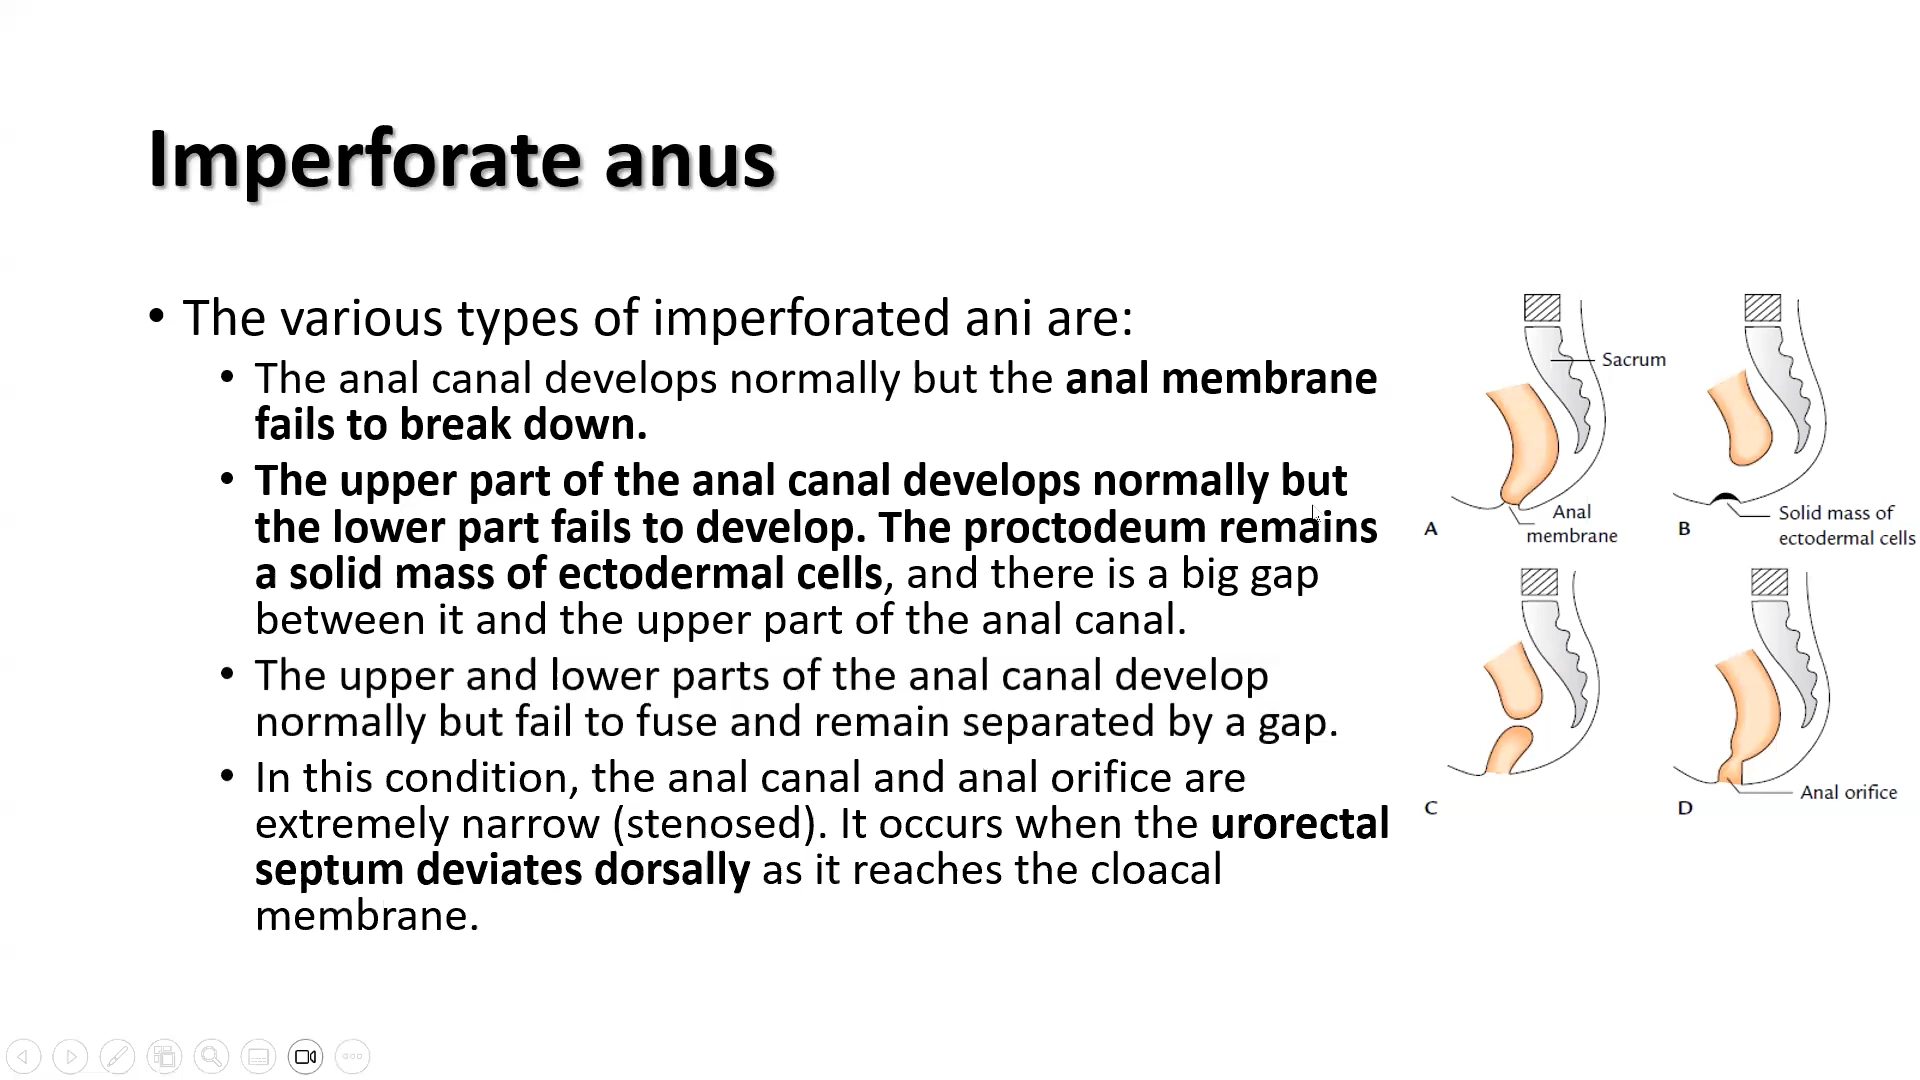 Imperforate anus
• The various types of imperforated ani are:
• The anal canal develops normally but the anal membrane
fails to break down.
• The upper part of the anal canal develops normally but
the lower part fails to develop. The proctodeum remains
a solid mass of ectodermal cells, and there is a big gap
between it and the upper part of the anal canal.
• The upper and lower parts of the anal canal develop
normally but fail to fuse and remain separated by a gap.
• In this condition, the anal canal and anal orifice are
extremely narrow (stenosed). It occurs when the urorectal
septum deviates dorsally as it reaches the cloacal
membrane.
Sacrum
Anal
membrane
A
Solid mass of
ectodermal cells
B
C
Anal orifice
D